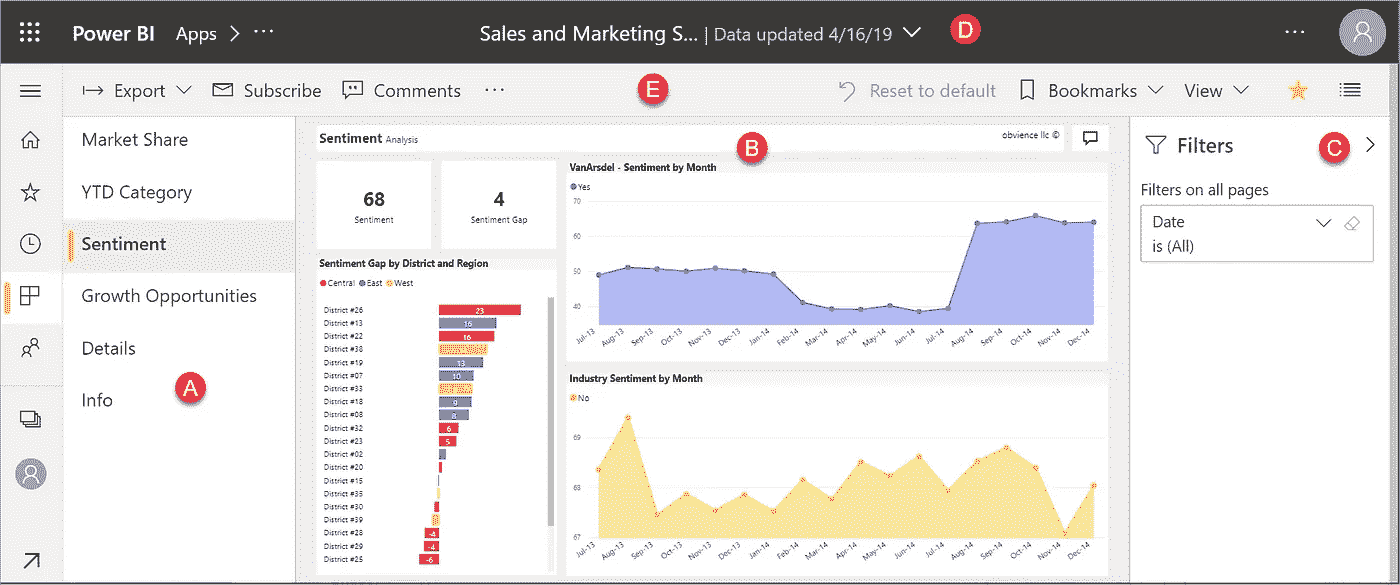 Power BI Apps > ... Sales and Marketing S... | Data updated 4/16/19 D ...
Export Subscribe Comments ... E Reset to default Bookmarks View
Market Share
YTD Category
Sentiment
Growth Opportunities
Details
Info
A
Sentiment Analysis
B
obvience llc ©
68
Sentiment
4
Sentiment Gap
Sentiment Gap by District and Region
Central East West
District #26 23
District #13 16
District #22 16
District #38
District #19 13
District #07 10
District #33
District #18 9
District #08
District #32 6
District #23 5
District #02
District #20
District #15
District #35
District #30
District #39
District #28 -4
District #29 -4
District #25 -6
VanArsdel - Sentiment by Month
Yes
70
60
50
40
Jul-13 Aug-13 Sep-13 Oct-13 Nov-13 Dec-13 Jan-14 Feb-14 Mar-14 Apr-14 May-14 Jun-14 Jul-14 Aug-14 Sep-14 Oct-14 Nov-14 Dec-14
Industry Sentiment by Month
No
69
63
67
Jul-13 Aug-13 Sep-13 Oct-13 Nov-13 Dec-13 Jan-14 Feb-14 Mar-14 Apr-14 May-14 Jun-14 Jul-14 Aug-14 Sep-14 Oct-14 Nov-14 Dec-14
Filters C
Filters on all pages
Date
is (All)